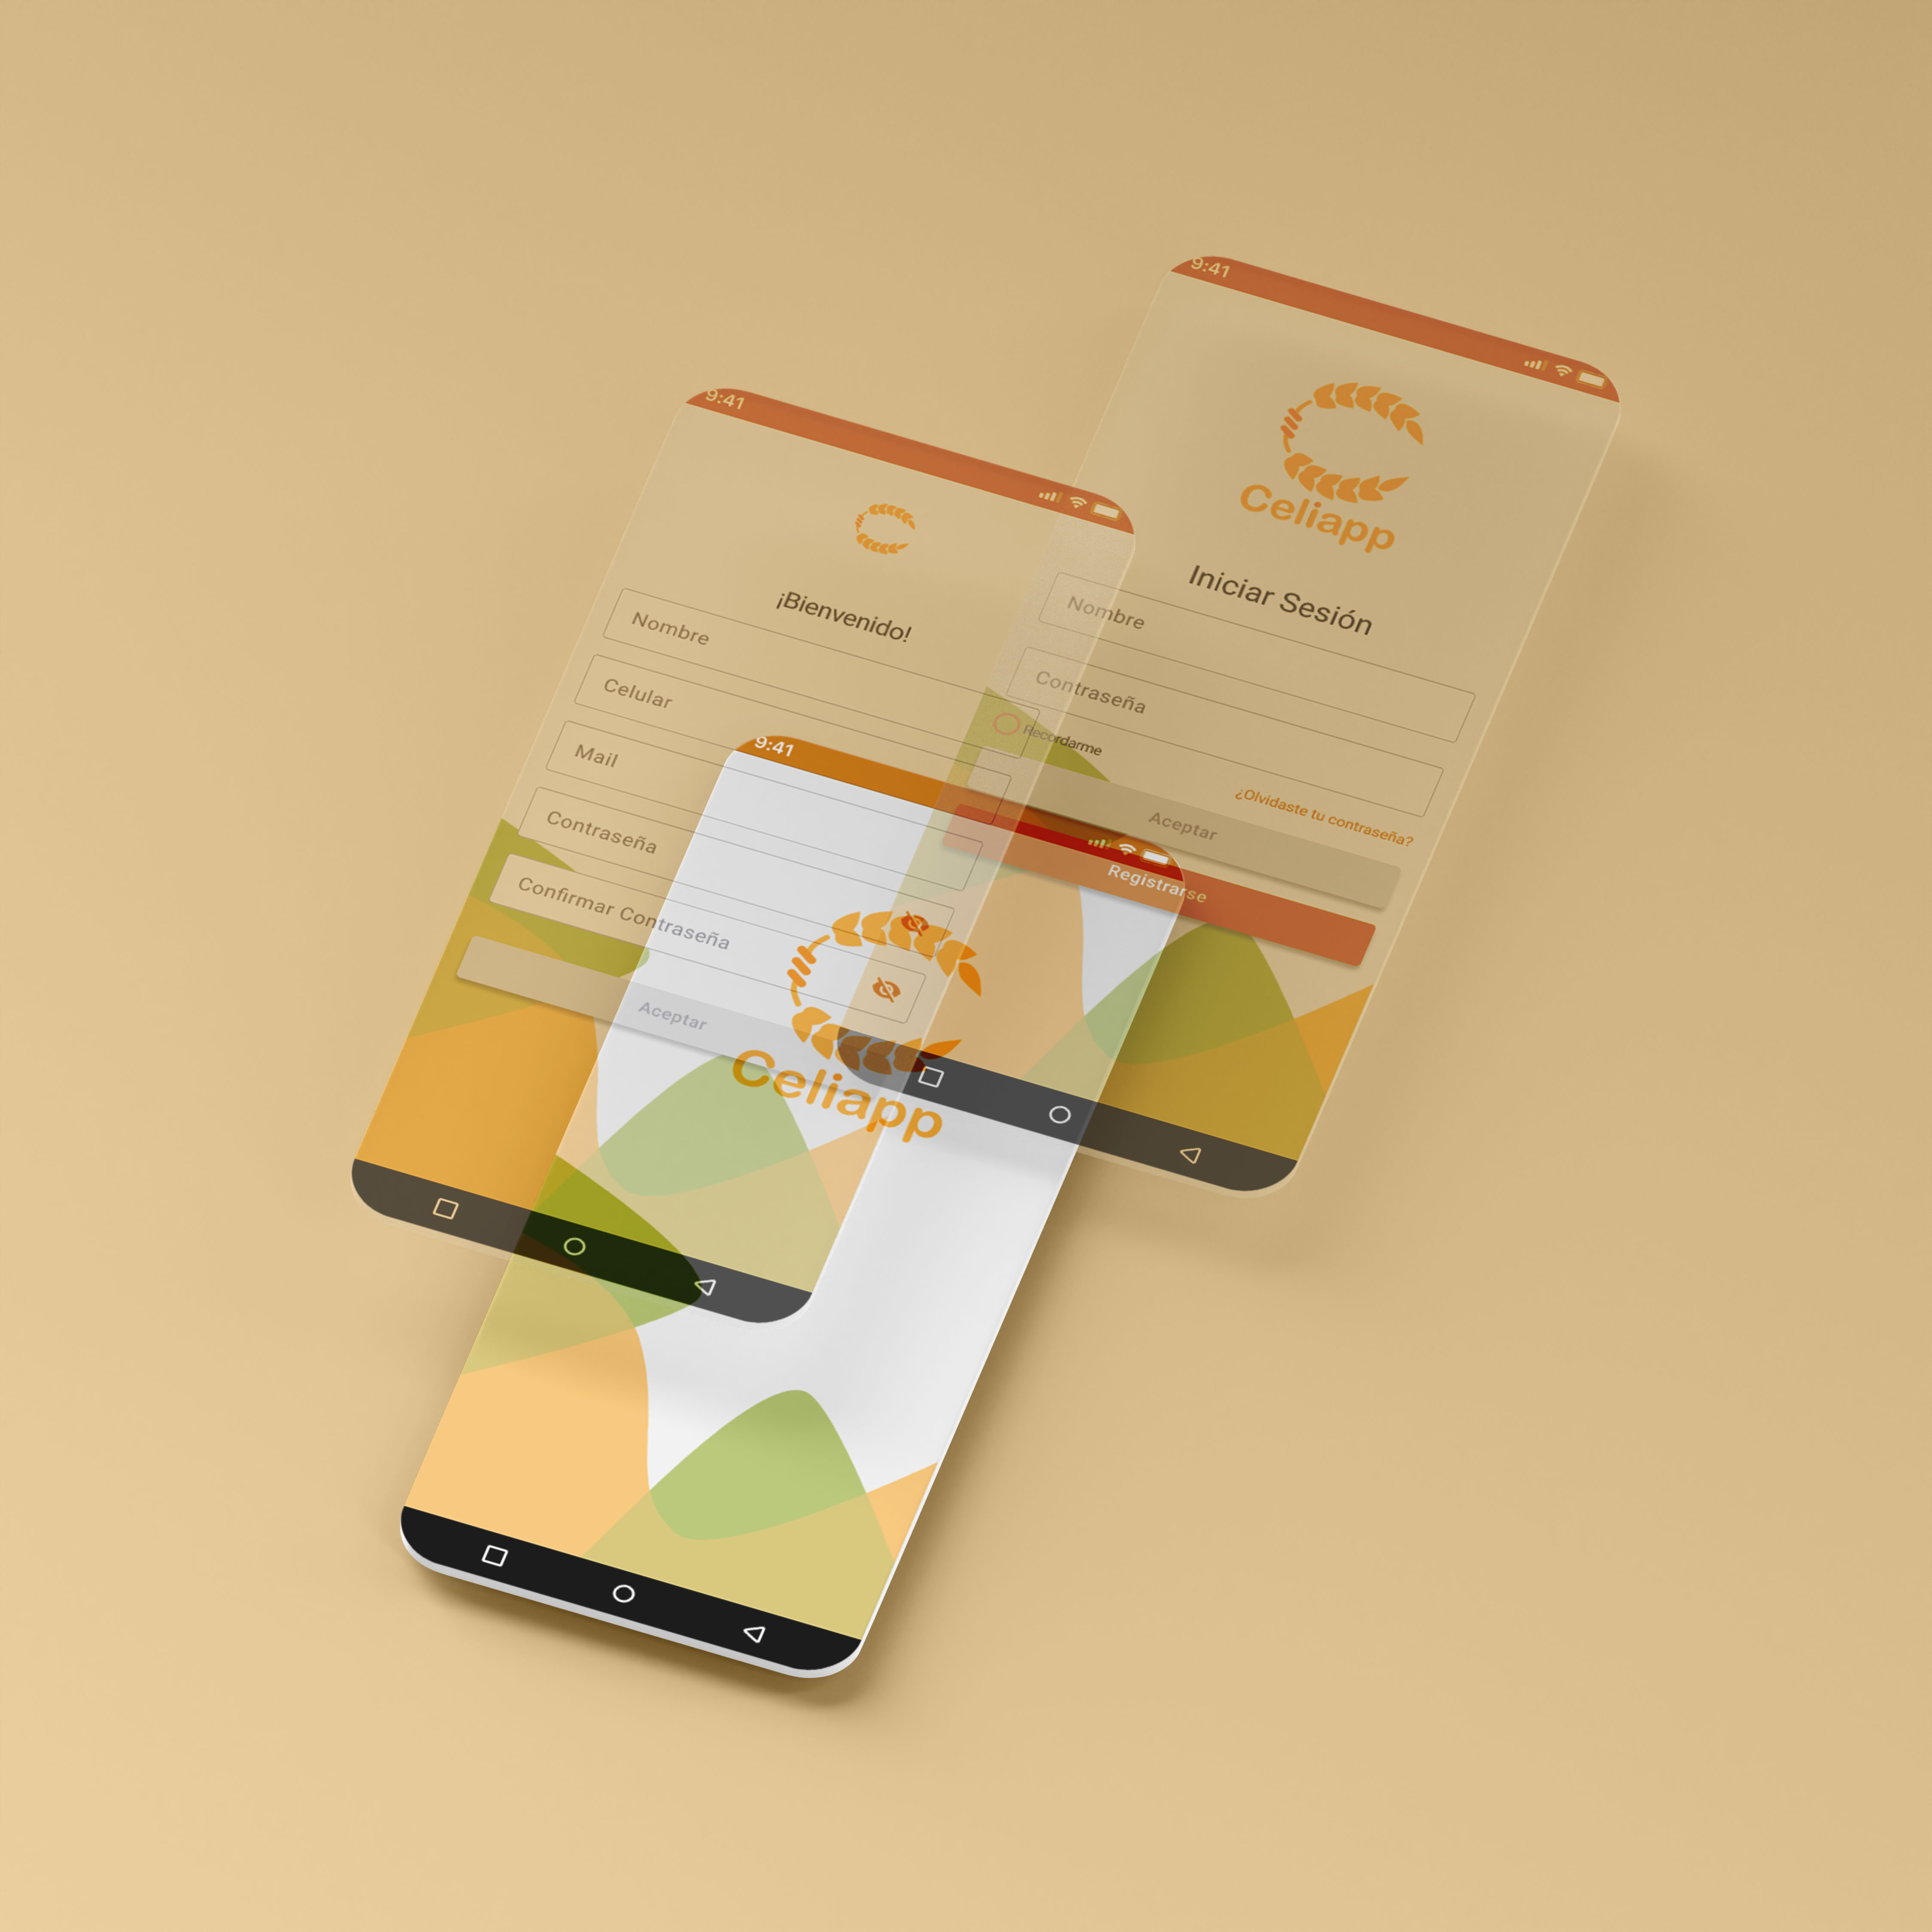 9:41
¡Bienvenido!
Nombre
Celular
Mail
Contraseña
Confirmar Contraseña
Aceptar
9:41
Celiapp
Iniciar Sesión
Nombre
Contraseña
Recordarme
¿Olvidaste tu contraseña?
Aceptar
Registrarse
9:41
Celiapp